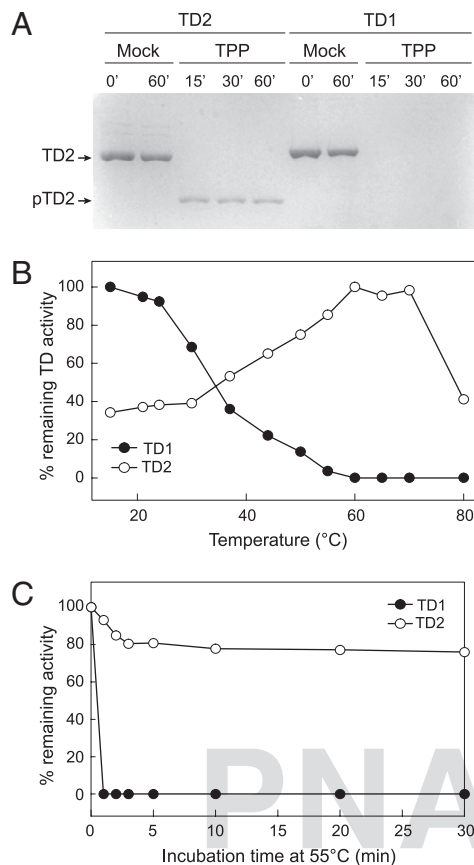 A
TD2 TD1
Mock TPP Mock TPP
0' 60' 15' 30' 60' 0' 60' 15' 30' 60'
TD2
pTD2
B
% remaining TD activity
100
80
60
40
20
0
TD1
TD2
20 40 60 80
Temperature (°C)
C
% remaining activity
100
80
60
40
20
0
TD1
TD2
0 5 10 15 20 25 30
Incubation time at 55°C (min)
PNA